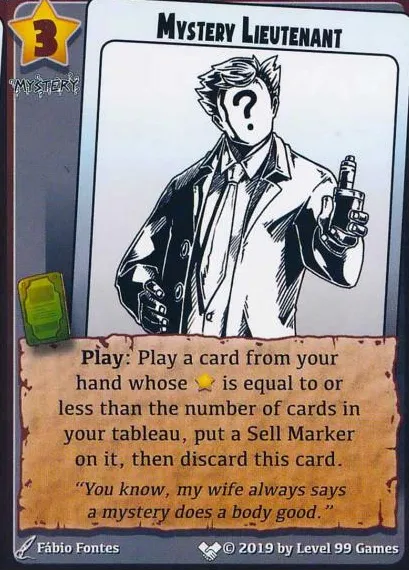 3
MYSTERY LIEUTENANT
MYSTERY
?
Play: Play a card from your
hand whose ⭐ is equal to or
less than the number of cards in
your tableau, put a Sell Marker
on it, then discard this card.
“You know, my wife always says
a mystery does a body good.”
Fábio Fontes
© 2019 by Level 99 Games